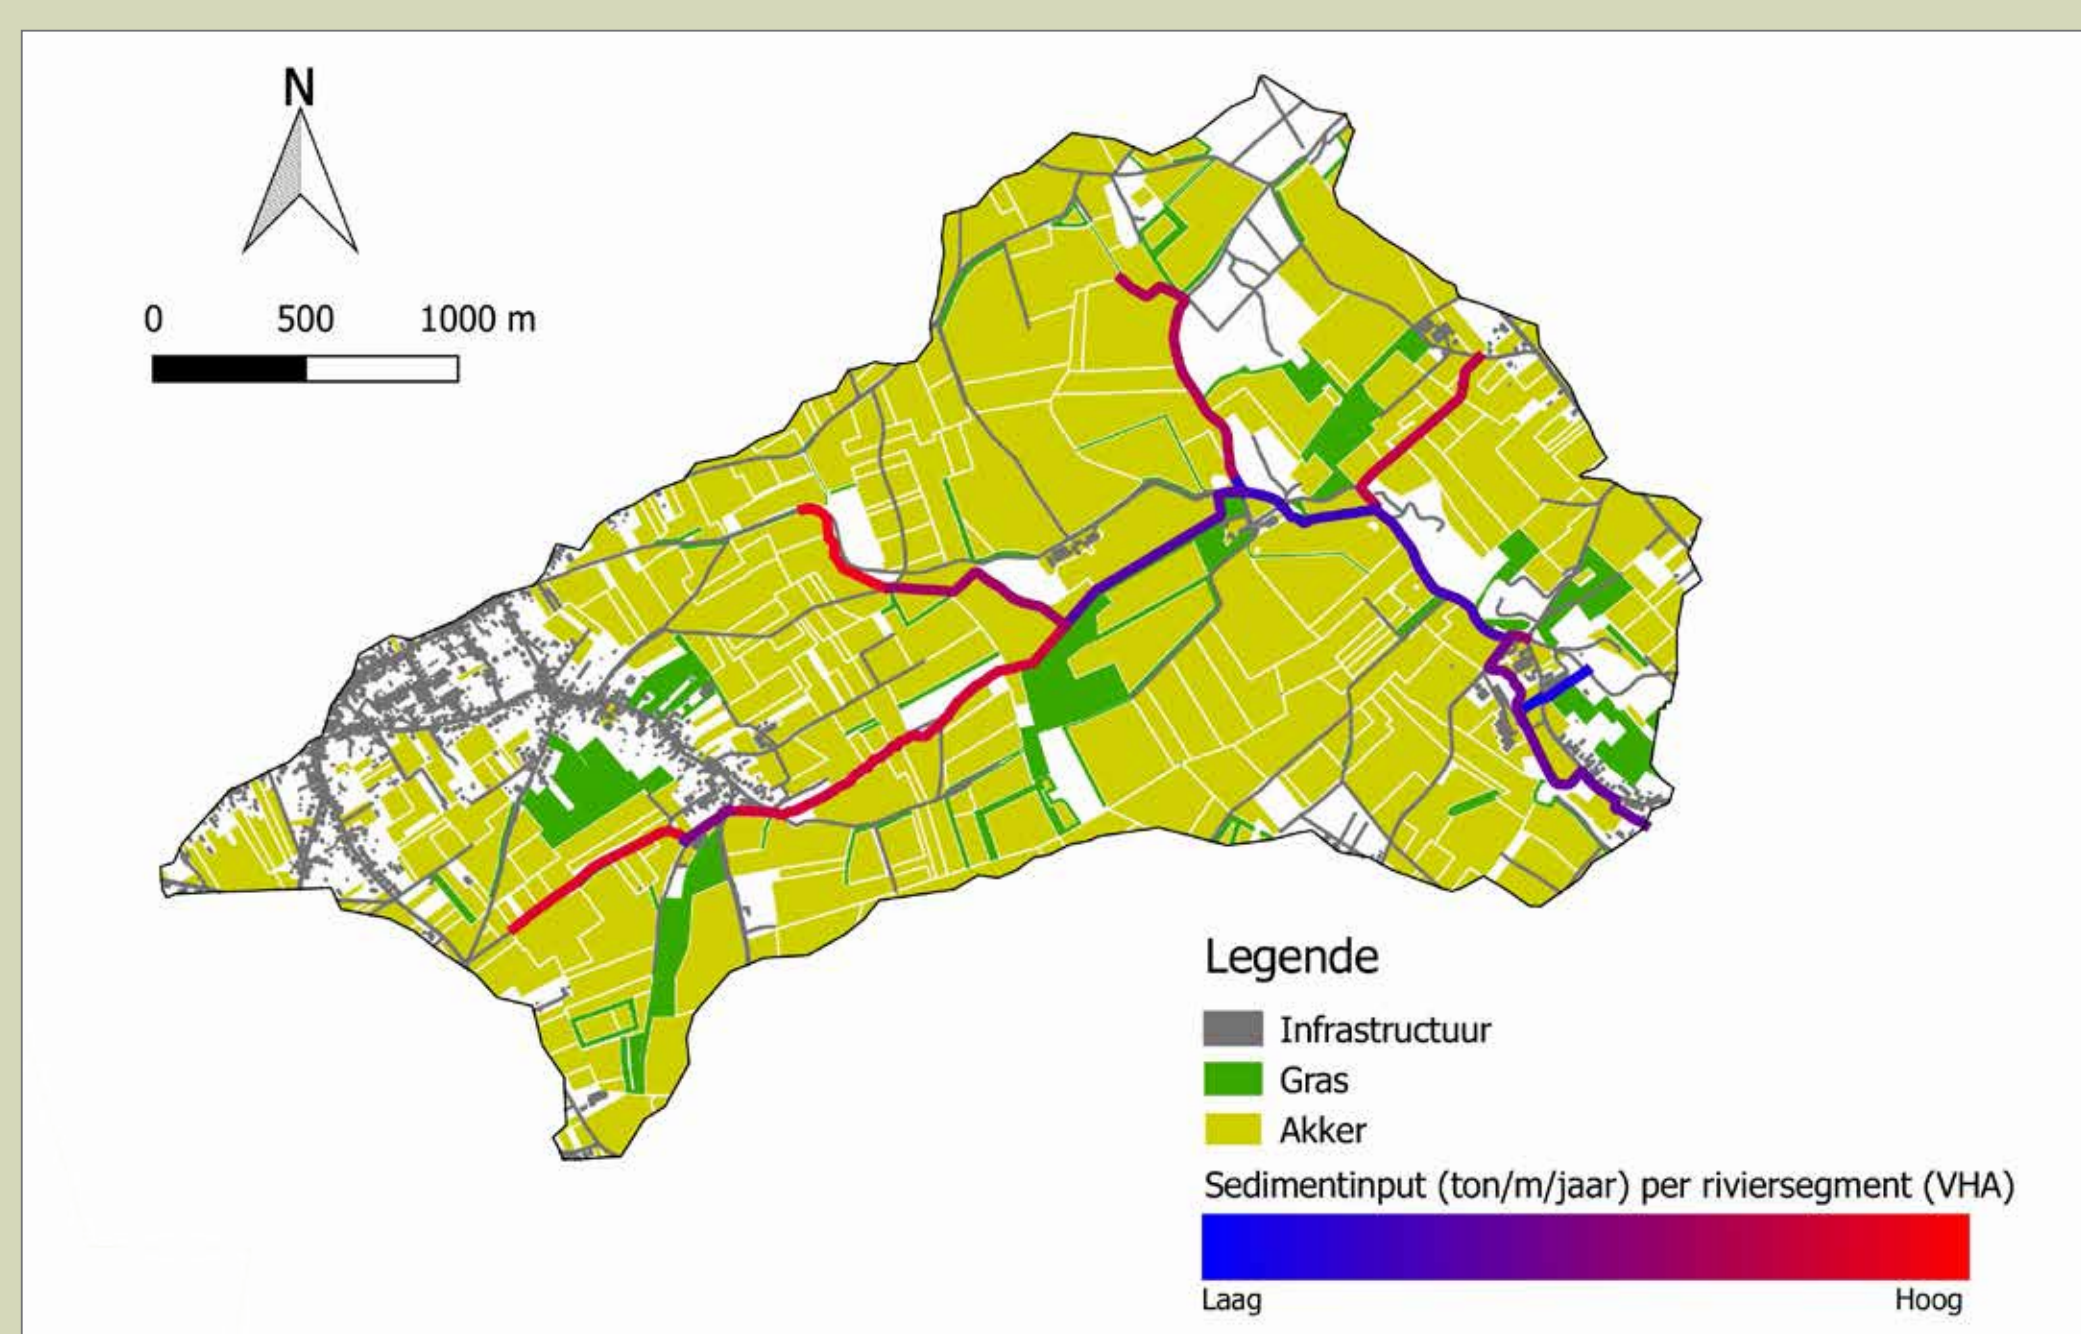 N
0 500 1000 m
Legende
Infrastructuur
Gras
Akker
Sedimentinput (ton/m/jaar) per riviersegment (VHA)
Laag Hoog